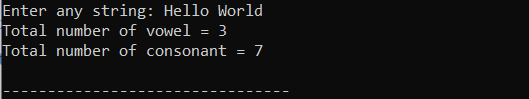 Enter any string: Hello World
Total number of vowel = 3
Total number of consonant = 7
--------------------------------